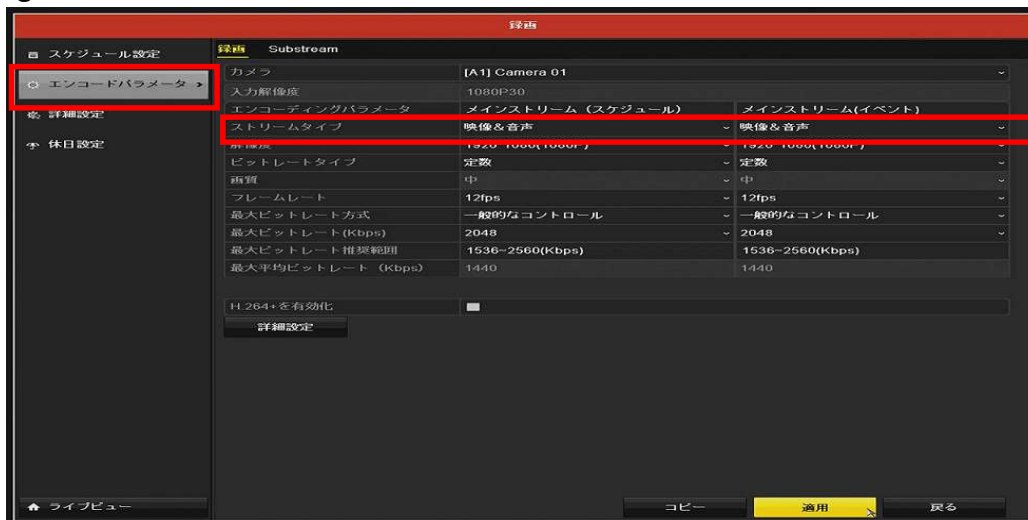 録画
スケジュール設定
エンコードパラメータ
詳細設定
休日設定
ライブビュー
録画 Substream
カメラ [A1] Camera 01
入力解像度 1080P30
エンコーディングパラメータ メインストリーム（スケジュール） メインストリーム(イベント)
ストリームタイプ 映像&音声 映像&音声
解像度 1920*1080(1080P) 1920*1080(1080P)
ビットレートタイプ 定数 定数
画質 中 中
フレームレート 12fps 12fps
最大ビットレート方式 一般的なコントロール 一般的なコントロール
最大ビットレート(Kbps) 2048 2048
最大ビットレート推奨範囲 1536~2560(Kbps) 1536~2560(Kbps)
最大平均ビットレート（Kbps） 1440 1440
H.264+を有効化
詳細設定
コピー 適用 戻る